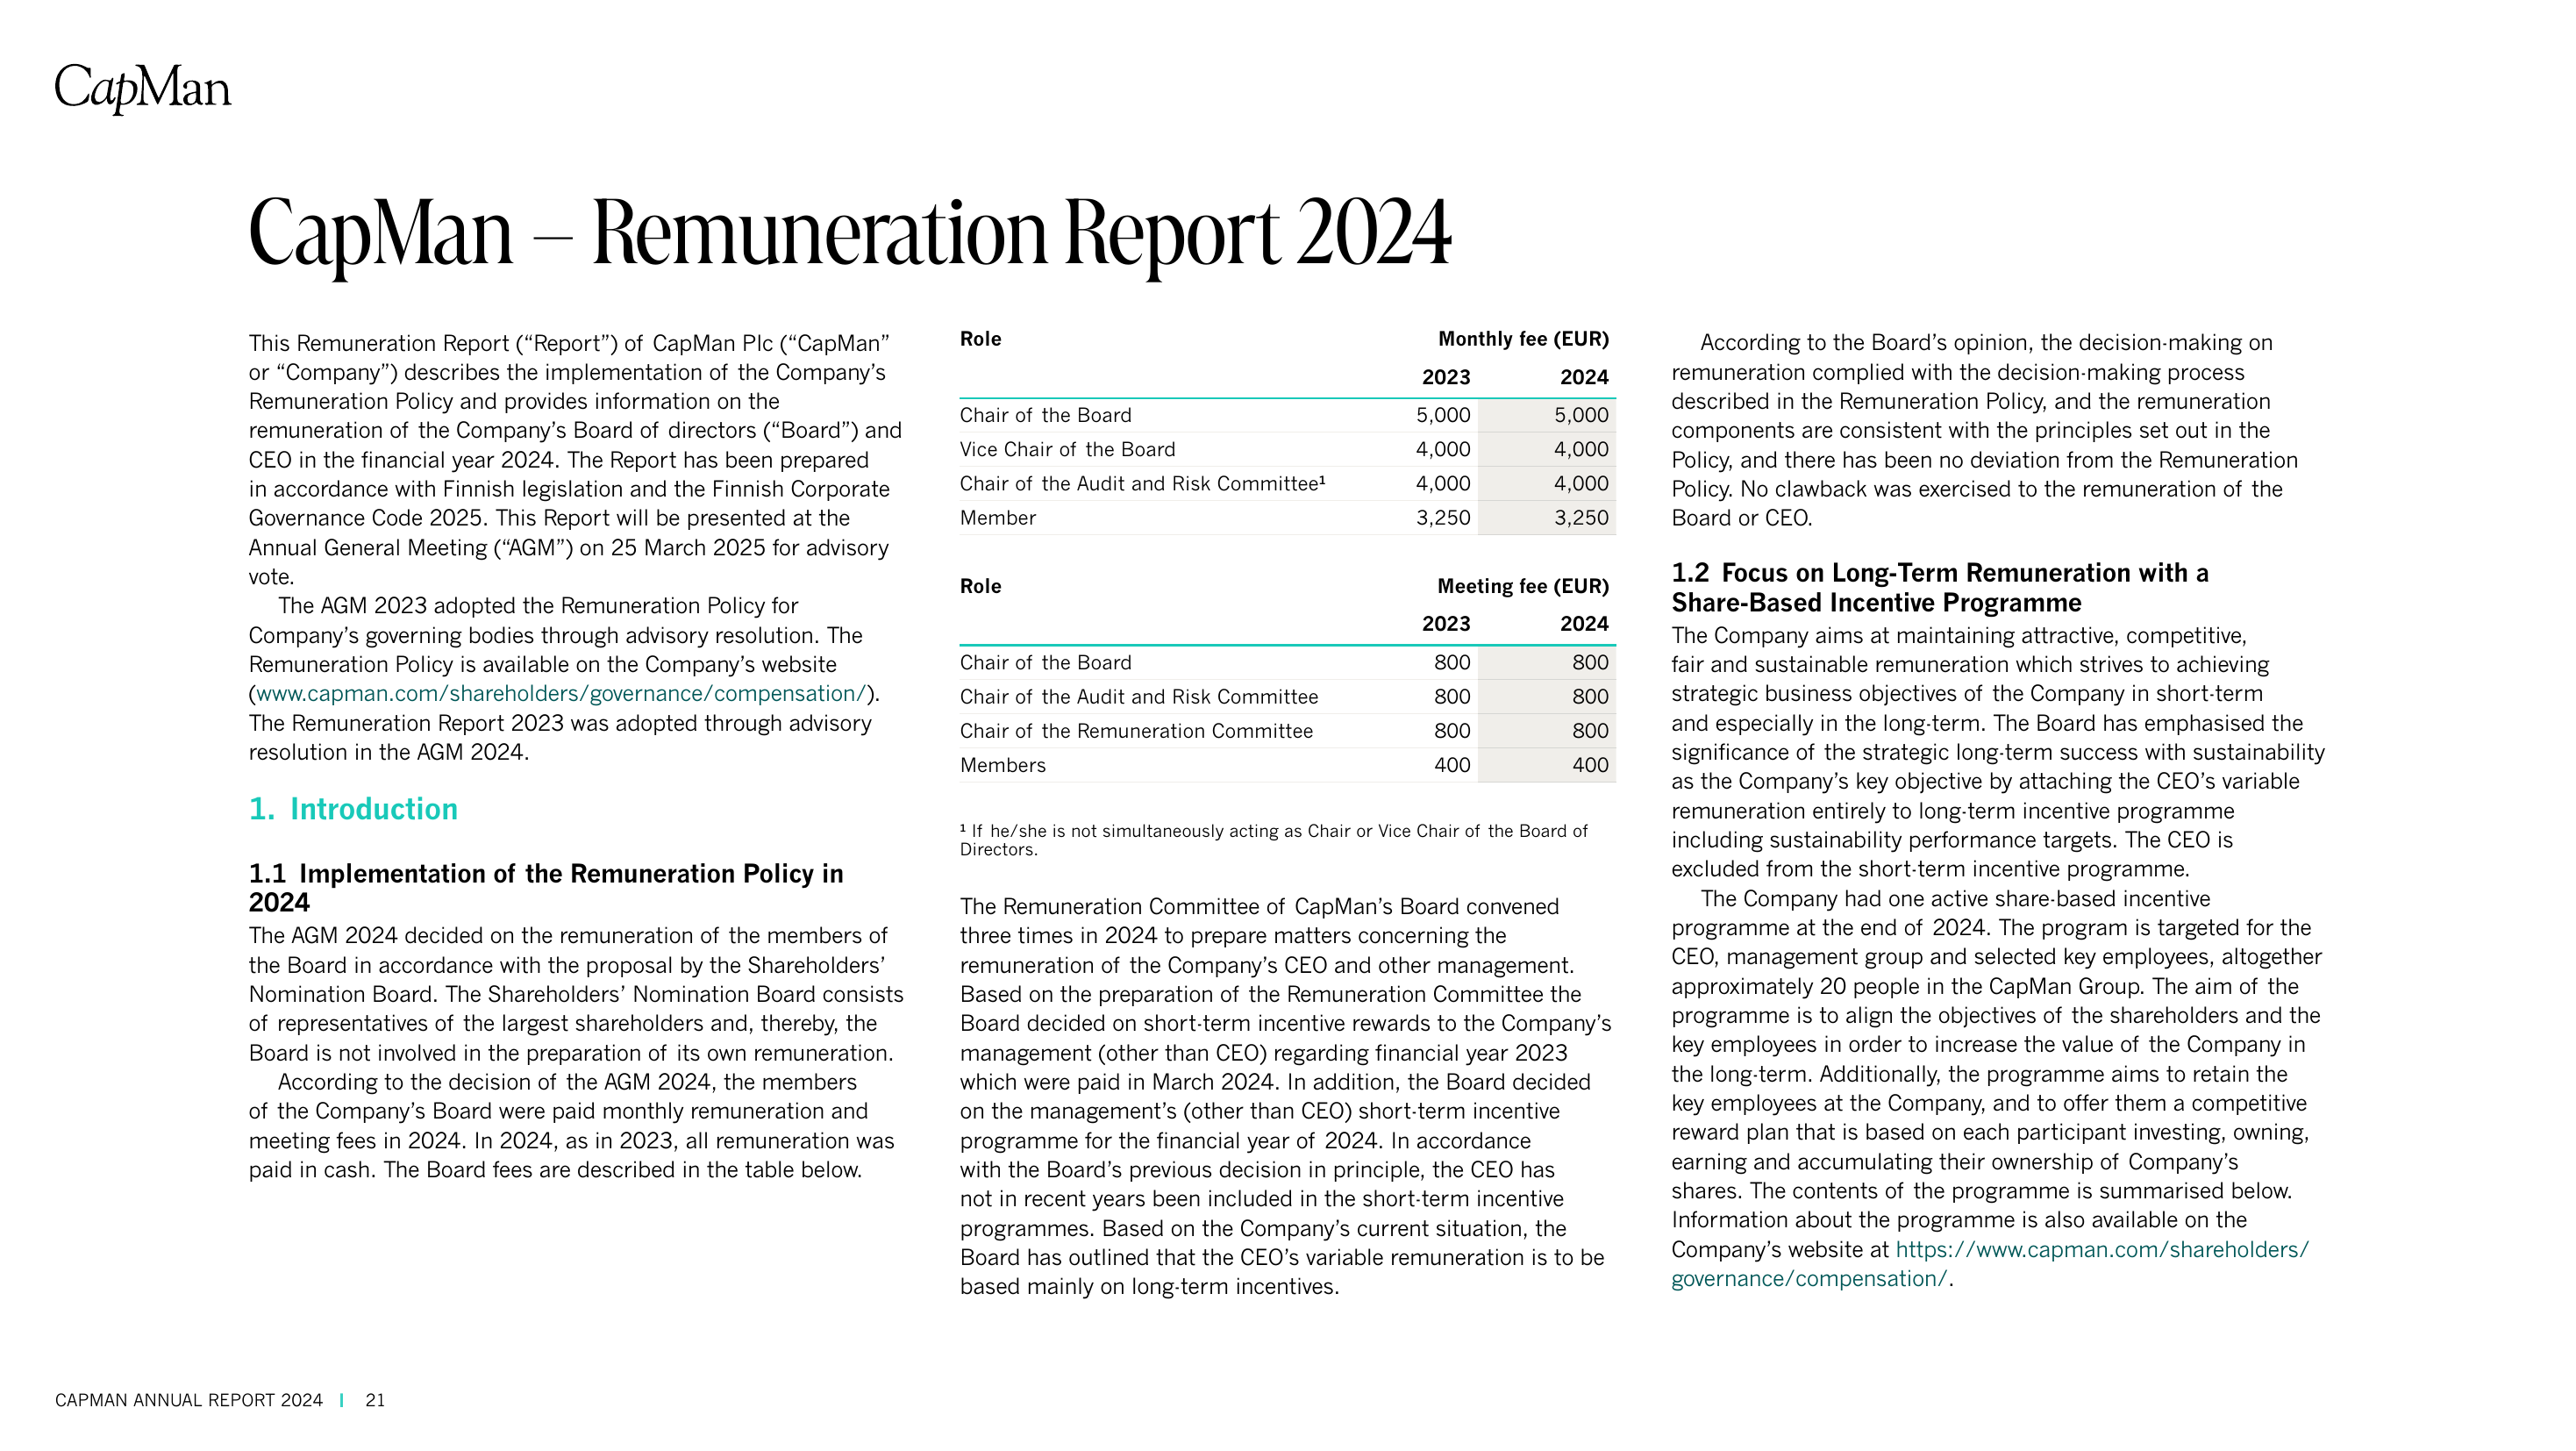 CapMan
CapMan – Remuneration Report 2024
This Remuneration Report (“Report”) of CapMan Plc (“CapMan”
or “Company”) describes the implementation of the Company’s
Remuneration Policy and provides information on the
remuneration of the Company’s Board of directors (“Board”) and
CEO in the financial year 2024. The Report has been prepared
in accordance with Finnish legislation and the Finnish Corporate
Governance Code 2025. This Report will be presented at the
Annual General Meeting (“AGM”) on 25 March 2025 for advisory
vote.
The AGM 2023 adopted the Remuneration Policy for
Company’s governing bodies through advisory resolution. The
Remuneration Policy is available on the Company’s website
(www.capman.com/shareholders/governance/compensation/).
The Remuneration Report 2023 was adopted through advisory
resolution in the AGM 2024.
1. Introduction
1.1 Implementation of the Remuneration Policy in
2024
The AGM 2024 decided on the remuneration of the members of
the Board in accordance with the proposal by the Shareholders’
Nomination Board. The Shareholders’ Nomination Board consists
of representatives of the largest shareholders and, thereby, the
Board is not involved in the preparation of its own remuneration.
According to the decision of the AGM 2024, the members
of the Company’s Board were paid monthly remuneration and
meeting fees in 2024. In 2024, as in 2023, all remuneration was
paid in cash. The Board fees are described in the table below.
Role Monthly fee (EUR)
2023 2024
Chair of the Board 5,000 5,000
Vice Chair of the Board 4,000 4,000
Chair of the Audit and Risk Committee¹ 4,000 4,000
Member 3,250 3,250
Role Meeting fee (EUR)
2023 2024
Chair of the Board 800 800
Chair of the Audit and Risk Committee 800 800
Chair of the Remuneration Committee 800 800
Members 400 400
¹ If he/she is not simultaneously acting as Chair or Vice Chair of the Board of
Directors.
The Remuneration Committee of CapMan’s Board convened
three times in 2024 to prepare matters concerning the
remuneration of the Company’s CEO and other management.
Based on the preparation of the Remuneration Committee the
Board decided on short-term incentive rewards to the Company’s
management (other than CEO) regarding financial year 2023
which were paid in March 2024. In addition, the Board decided
on the management’s (other than CEO) short-term incentive
programme for the financial year of 2024. In accordance
with the Board’s previous decision in principle, the CEO has
not in recent years been included in the short-term incentive
programmes. Based on the Company’s current situation, the
Board has outlined that the CEO’s variable remuneration is to be
based mainly on long-term incentives.
According to the Board’s opinion, the decision-making on
remuneration complied with the decision-making process
described in the Remuneration Policy, and the remuneration
components are consistent with the principles set out in the
Policy, and there has been no deviation from the Remuneration
Policy. No clawback was exercised to the remuneration of the
Board or CEO.
1.2 Focus on Long-Term Remuneration with a
Share-Based Incentive Programme
The Company aims at maintaining attractive, competitive,
fair and sustainable remuneration which strives to achieving
strategic business objectives of the Company in short-term
and especially in the long-term. The Board has emphasised the
significance of the strategic long-term success with sustainability
as the Company’s key objective by attaching the CEO’s variable
remuneration entirely to long-term incentive programme
including sustainability performance targets. The CEO is
excluded from the short-term incentive programme.
The Company had one active share-based incentive
programme at the end of 2024. The program is targeted for the
CEO, management group and selected key employees, altogether
approximately 20 people in the CapMan Group. The aim of the
programme is to align the objectives of the shareholders and the
key employees in order to increase the value of the Company in
the long-term. Additionally, the programme aims to retain the
key employees at the Company, and to offer them a competitive
reward plan that is based on each participant investing, owning,
earning and accumulating their ownership of Company’s
shares. The contents of the programme is summarised below.
Information about the programme is also available on the
Company’s website at https://www.capman.com/shareholders/
governance/compensation/.
CAPMAN ANNUAL REPORT 2024 | 21